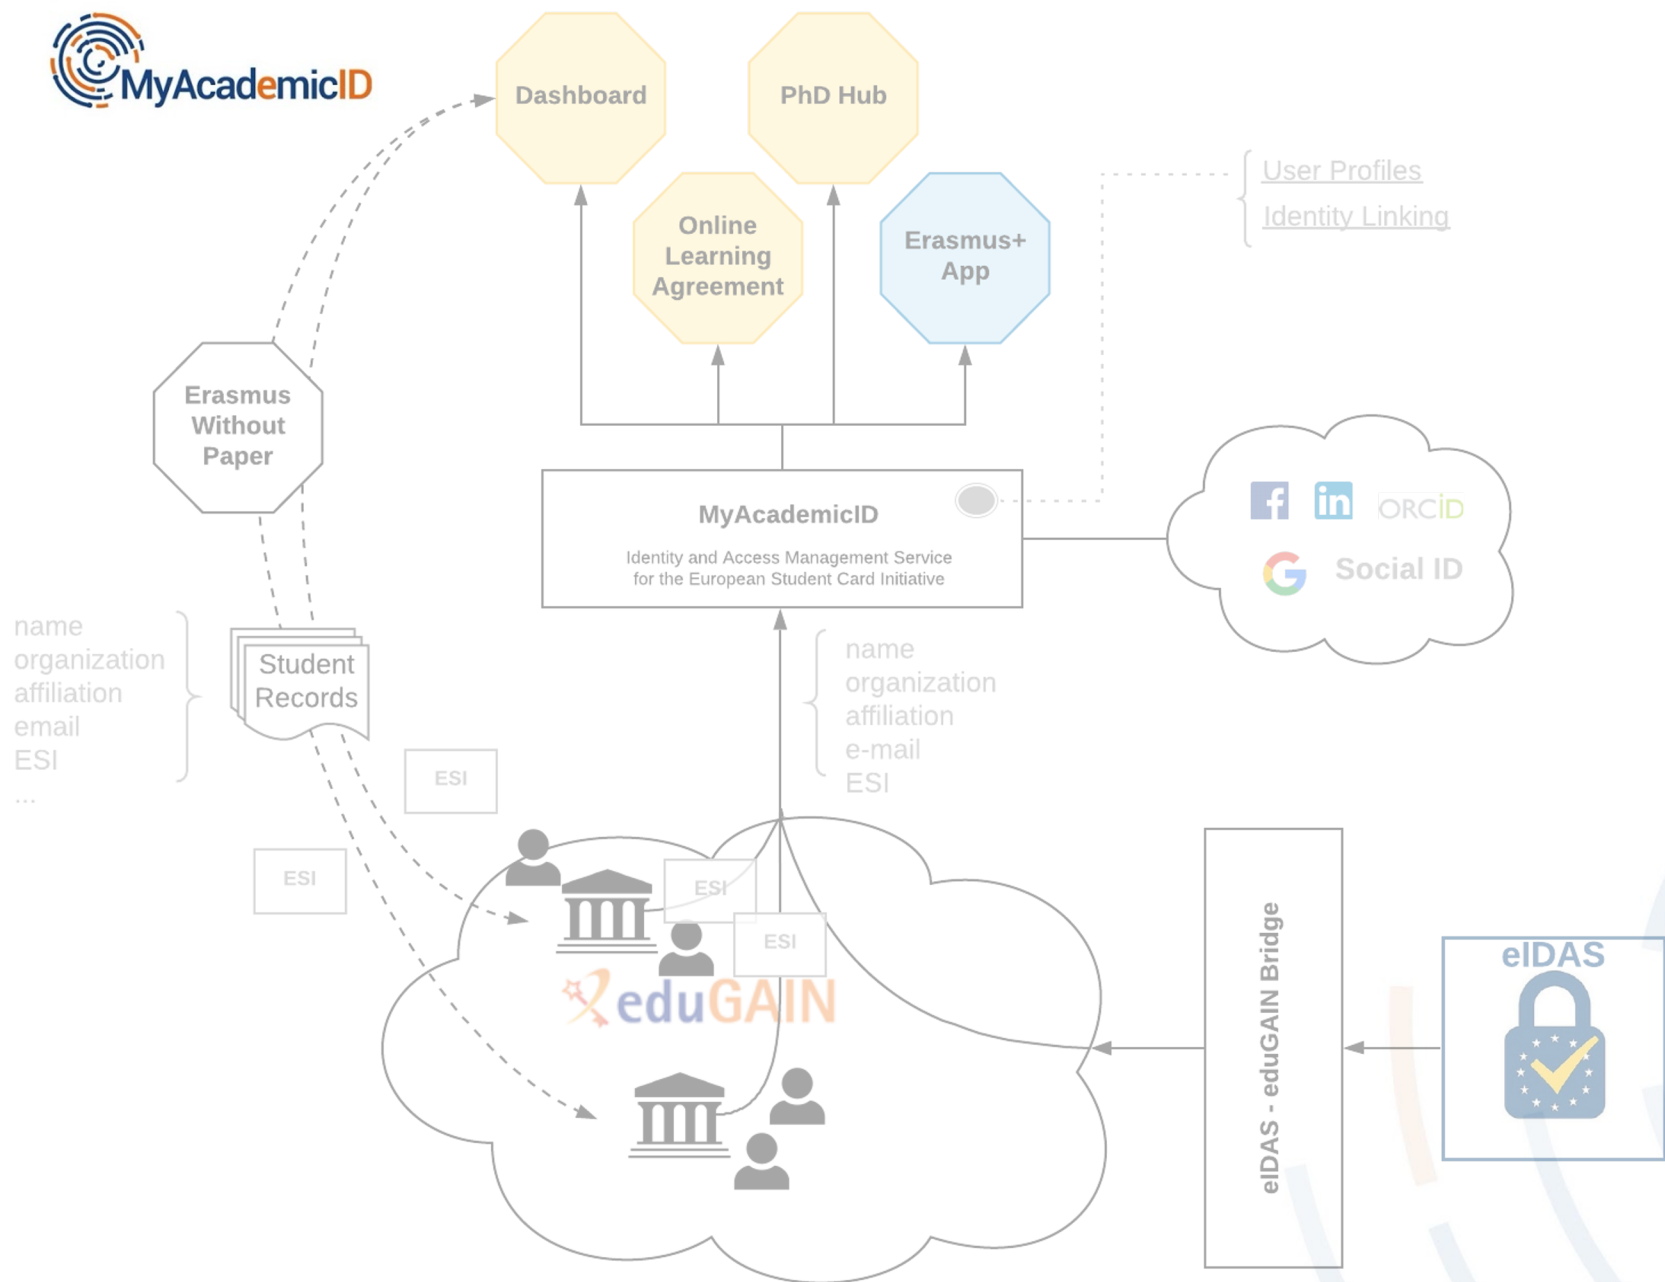 MyAcademicID
Dashboard
PhD Hub
Online
Learning
Agreement
Erasmus+
App
User Profiles
Identity Linking
Erasmus
Without
Paper
MyAcademicID
Identity and Access Management Service
for the European Student Card Initiative
f
in
ORCiD
G
Social ID
name
organization
affiliation
email
ESI
...
Student
Records
name
organization
affiliation
e-mail
ESI
ESI
ESI
ESI
ESI
eduGAIN
eIDAS - eduGAIN Bridge
eIDAS